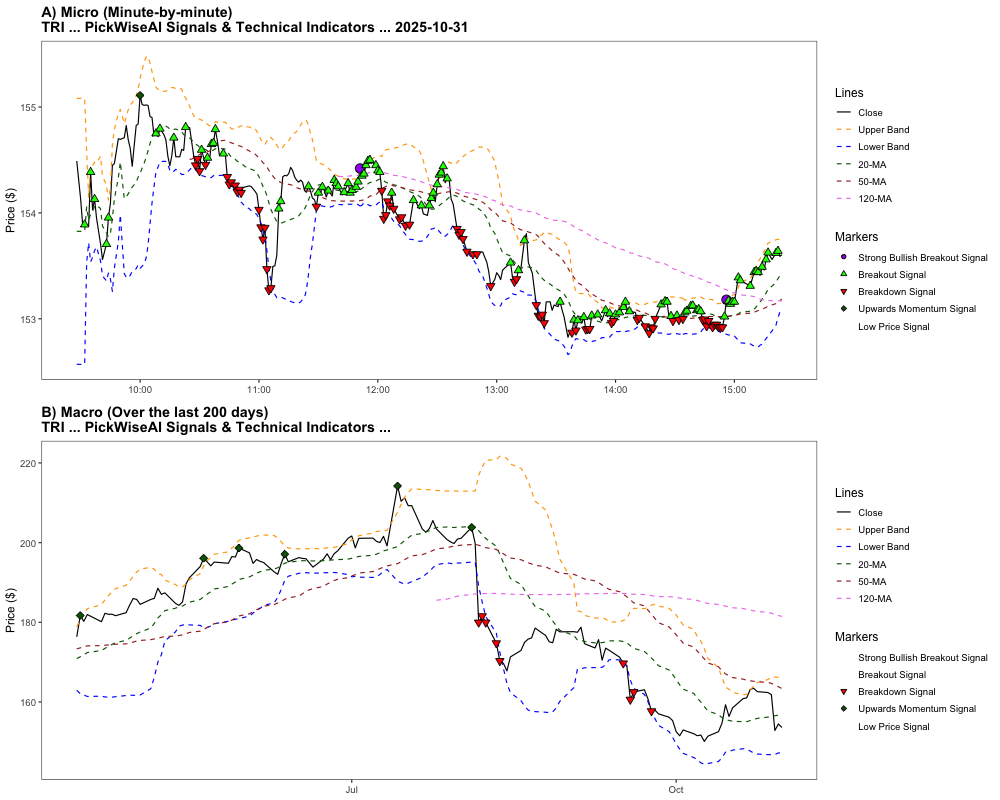 A) Micro (Minute-by-minute)
TRI ... PickWiseAI Signals & Technical Indicators ... 2025-10-31
Price ($)
155
154
153
10:00
11:00
12:00
13:00
14:00
15:00
Lines
Close
Upper Band
Lower Band
20-MA
50-MA
120-MA
Markers
Strong Bullish Breakout Signal
Breakout Signal
Breakdown Signal
Upwards Momentum Signal
Low Price Signal
B) Macro (Over the last 200 days)
TRI ... PickWiseAI Signals & Technical Indicators ...
Price ($)
220
200
180
160
Jul
Oct
Lines
Close
Upper Band
Lower Band
20-MA
50-MA
120-MA
Markers
Strong Bullish Breakout Signal
Breakout Signal
Breakdown Signal
Upwards Momentum Signal
Low Price Signal